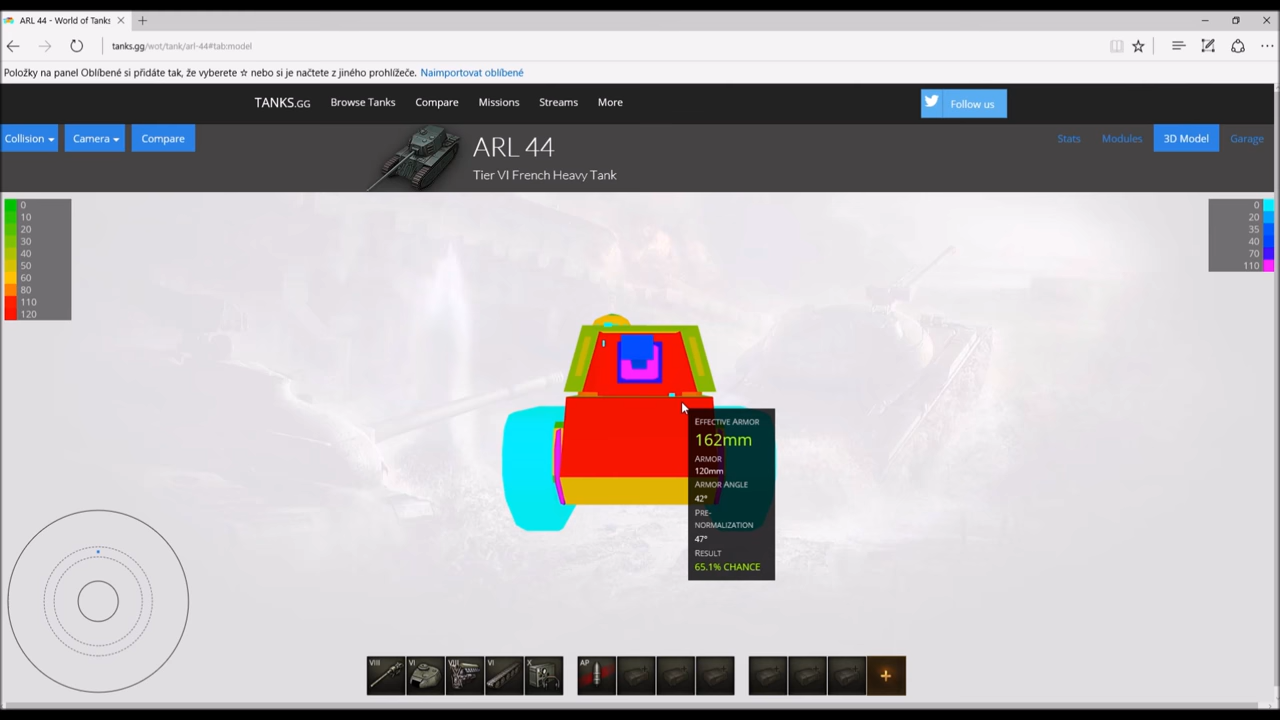 ARL 44 - World of Tanks
tanks.gg/wot/tank/arl-44#tab:model
Položky na panel Oblíbené si přidáte tak, že vyberete ☆ nebo si je načtete z jiného prohlížeče. Naimportovat oblíbené
TANKS.GG Browse Tanks Compare Missions Streams More Follow us
Collision Camera Compare
ARL 44
Tier VI French Heavy Tank
Stats Modules 3D Model Garage
0
10
20
30
40
50
60
80
110
120
0
20
35
40
70
110
EFFECTIVE ARMOR
162mm
ARMOR
120mm
ARMOR ANGLE
42°
PRE-
NORMALIZATION
47°
RESULT
65.1% CHANCE
VIII VI VIII VI X AP